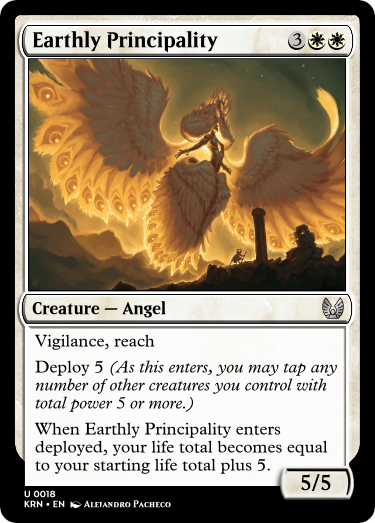 Earthly Principality 3
Creature — Angel
Vigilance, reach
Deploy 5 (As this enters, you may tap any
number of other creatures you control with
total power 5 or more.)
When Earthly Principality enters
deployed, your life total becomes equal
to your starting life total plus 5.
5/5
U 0018
KRN • EN Alejandro Pacheco